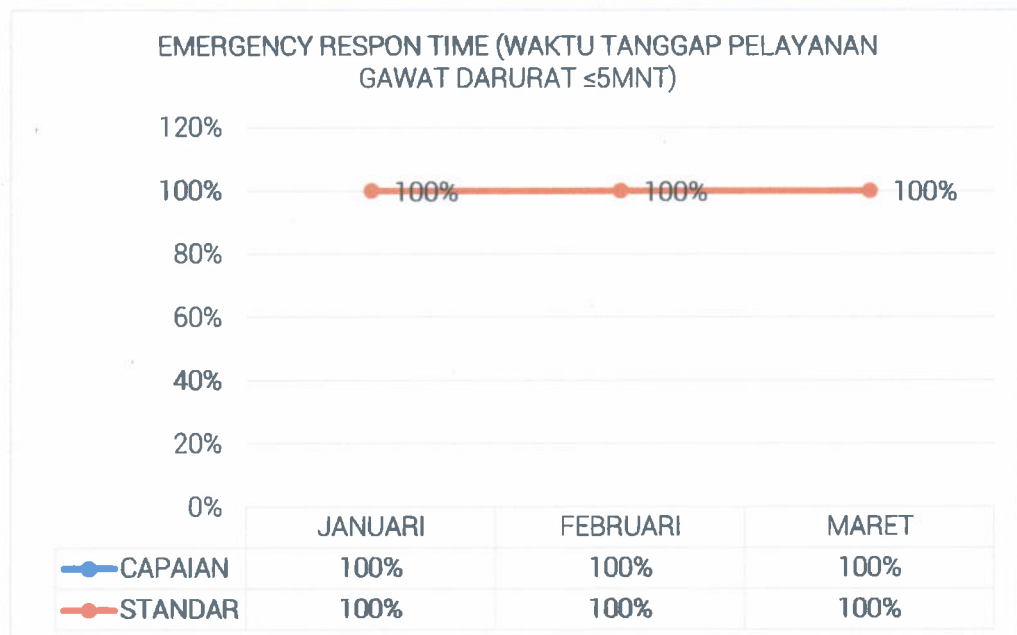 EMERGENCY RESPON TIME (WAKTU TANGGAP PELAYANAN
GAWAT DARURAT ≤5MNT)
120%
100%
80%
60%
40%
20%
0%
100% 100% 100%
JANUARI FEBRUARI MARET
CAPAIAN 100% 100% 100%
STANDAR 100% 100% 100%